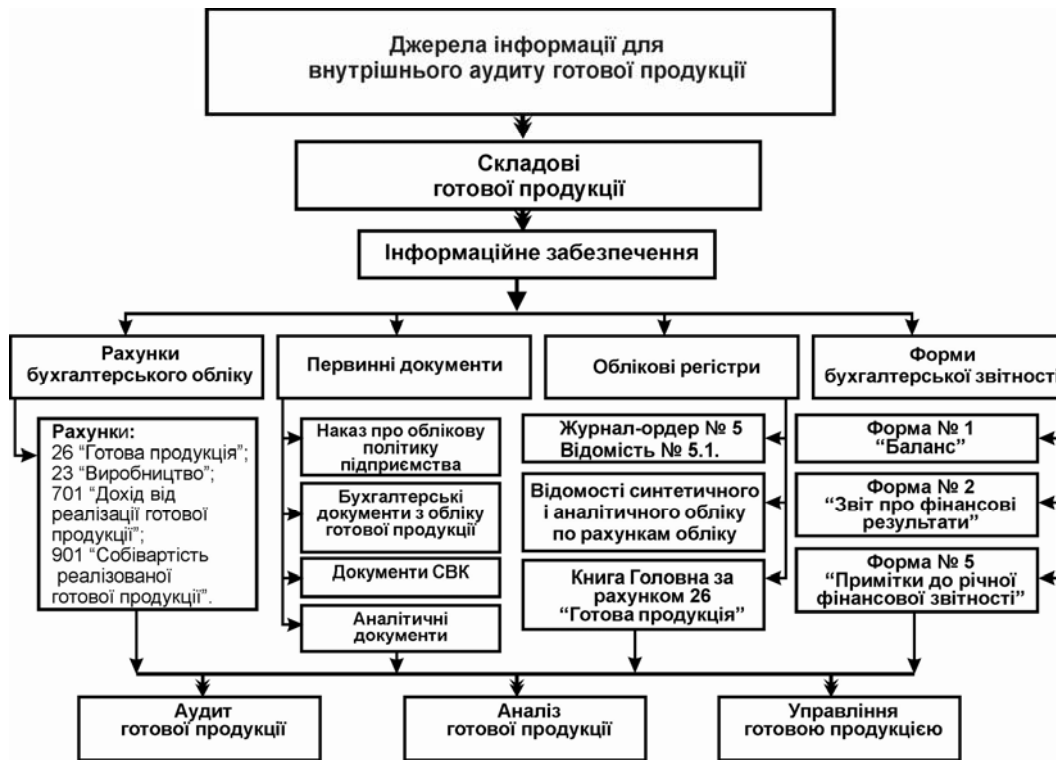 Джерела інформації для
внутрішнього аудиту готової продукції
Складові
готової продукції
Інформаційне забезпечення
Рахунки
бухгалтерського обліку
Первинні документи
Облікові регістри
Форми
бухгалтерської звітності
Рахунки:
26 “Готова продукція”;
23 “Виробництво”;
701 “Дохід від
реалізації готової
продукції”;
901 “Собівартість
реалізованої
готової продукції”.
Наказ про облікову
політику
підприємства
Бухгалтерські
документи з обліку
готової продукції
Документи СВК
Аналітичні
документи
Журнал-ордер № 5
Відомість № 5.1.
Відомості синтетичного
і аналітичного обліку
по рахункам обліку
Книга Головна за
рахунком 26
“Готова продукція”
Форма № 1
“Баланс”
Форма № 2
“Звіт про фінансові
результати”
Форма № 5
“Примітки до річної
фінансової звітності”
Аудит
готової продукції
Аналіз
готової продукції
Управління
готовою продукцією